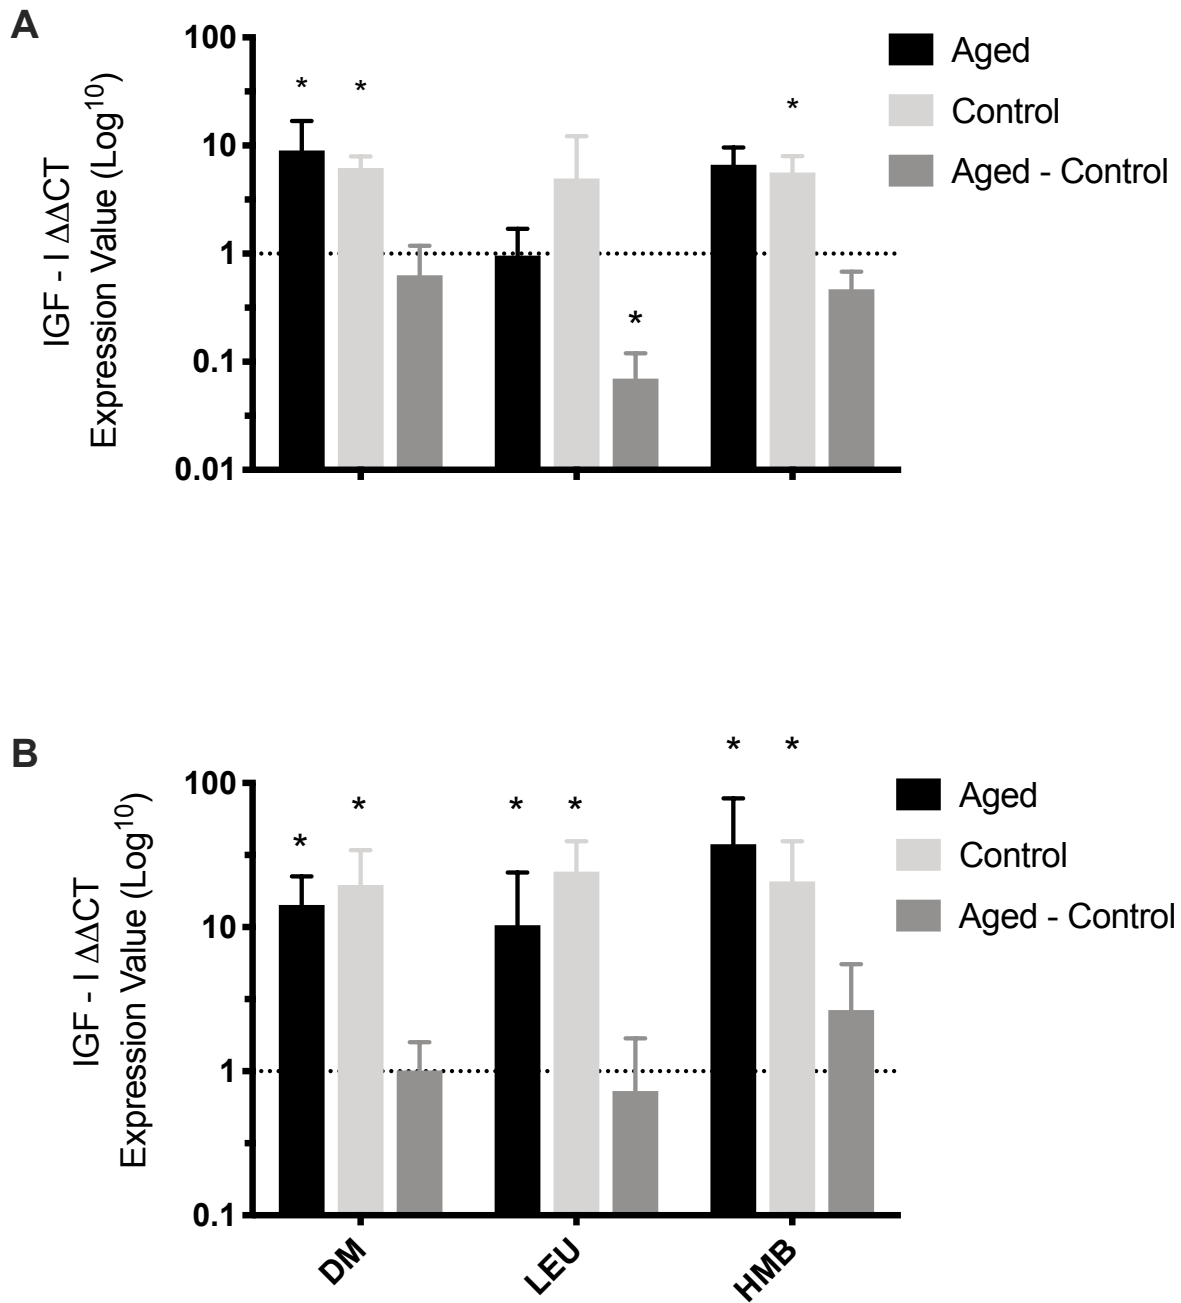 A
IGF - I ΔΔCT
Expression Value (Log10)
100
10
1
0.1
0.01
*
*
*
*
Aged
Control
Aged - Control
B
IGF - I ΔΔCT
Expression Value (Log10)
100
10
1
0.1
*
*
*
*
*
*
Aged
Control
Aged - Control
DM
LEU
HMB